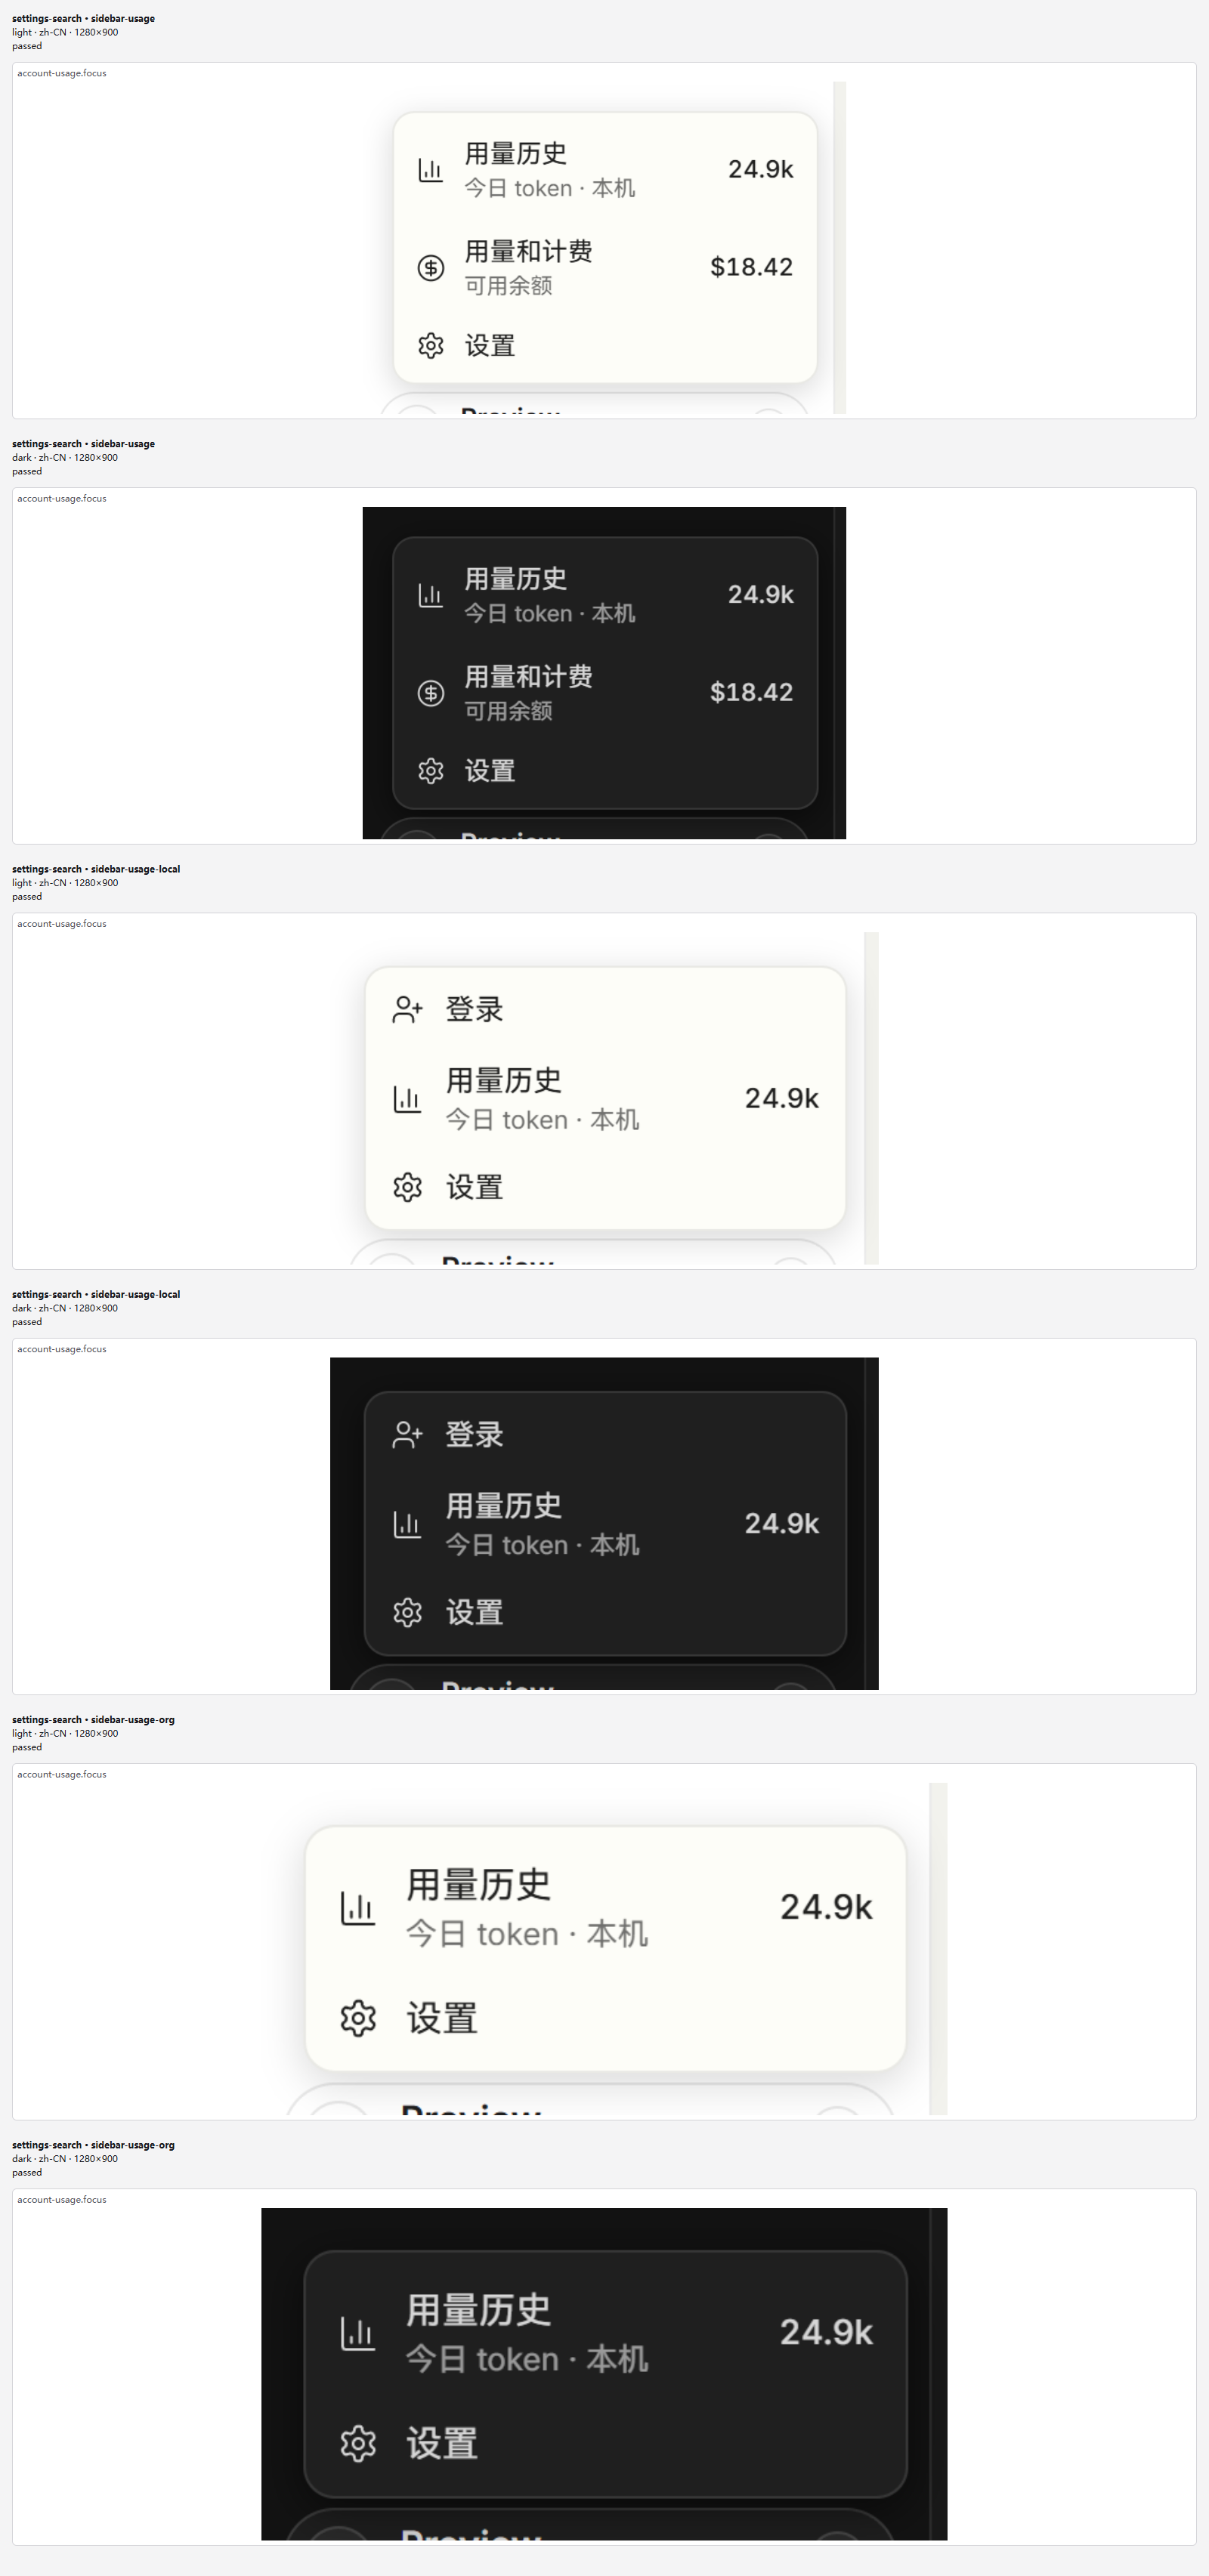 settings-search • sidebar-usage
light · zh-CN · 1280×900
passed
account-usage.focus
用量历史
24.9k
今日 token · 本机
用量和计费
$18.42
可用余额
设置
Preview
settings-search • sidebar-usage
dark · zh-CN · 1280×900
passed
account-usage.focus
用量历史
24.9k
今日 token · 本机
用量和计费
$18.42
可用余额
设置
Preview
settings-search • sidebar-usage-local
light · zh-CN · 1280×900
passed
account-usage.focus
登录
用量历史
24.9k
今日 token · 本机
设置
Preview
settings-search • sidebar-usage-local
dark · zh-CN · 1280×900
passed
account-usage.focus
登录
用量历史
24.9k
今日 token · 本机
设置
Preview
settings-search • sidebar-usage-org
light · zh-CN · 1280×900
passed
account-usage.focus
用量历史
24.9k
今日 token · 本机
设置
Preview
settings-search • sidebar-usage-org
dark · zh-CN · 1280×900
passed
account-usage.focus
用量历史
24.9k
今日 token · 本机
设置
Preview